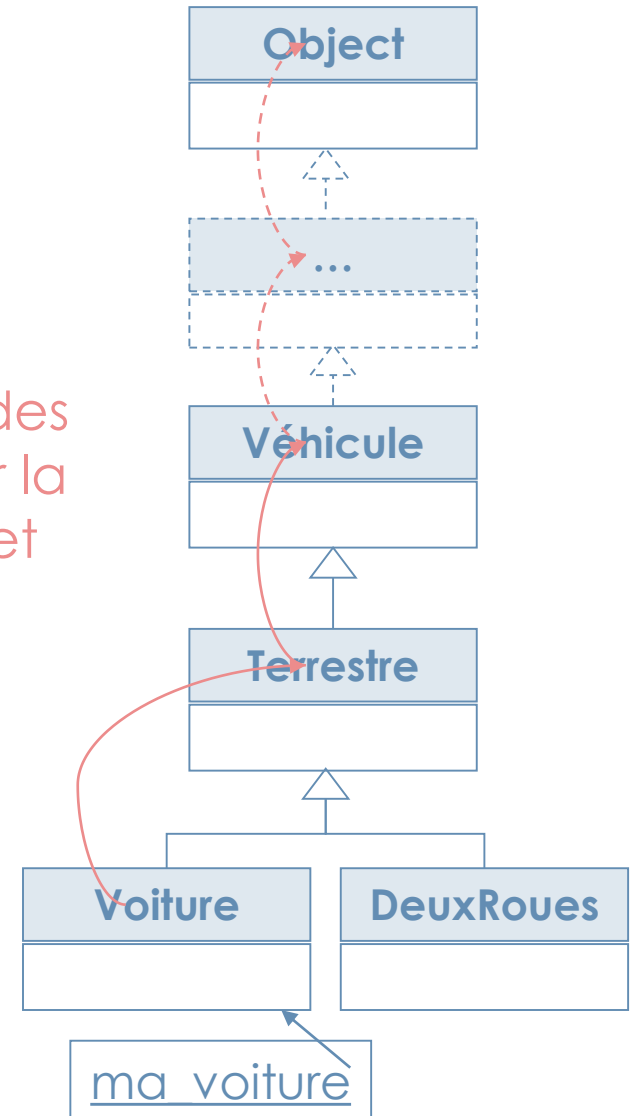 Object
...
des
r la
et
Véhicule
Terrestre
Voiture
DeuxRoues
ma_voiture